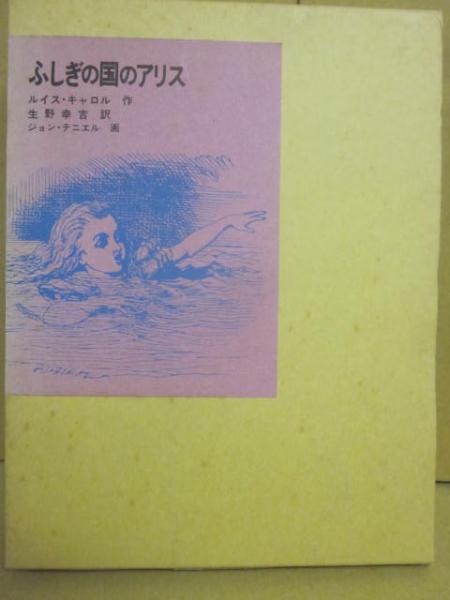 ふしぎの国のアリス
ルイス・キャロル 作
生野幸吉 訳
ジョン・テニエル 画